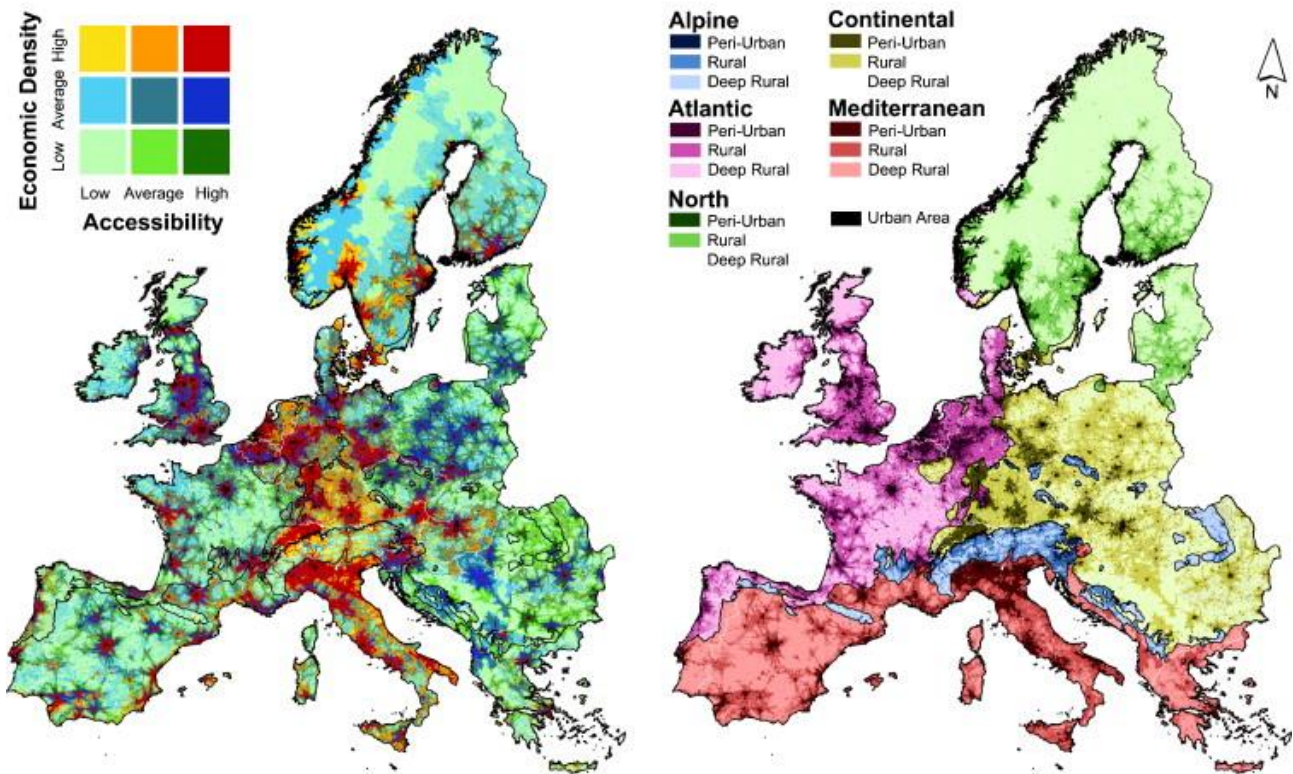 Economic Density
High
Average
Low
Low Average High
Accessibility
Alpine
Peri-Urban
Rural
Deep Rural
Atlantic
Peri-Urban
Rural
Deep Rural
North
Peri-Urban
Rural
Deep Rural
Continental
Peri-Urban
Rural
Deep Rural
Mediterranean
Peri-Urban
Rural
Deep Rural
Urban Area
N